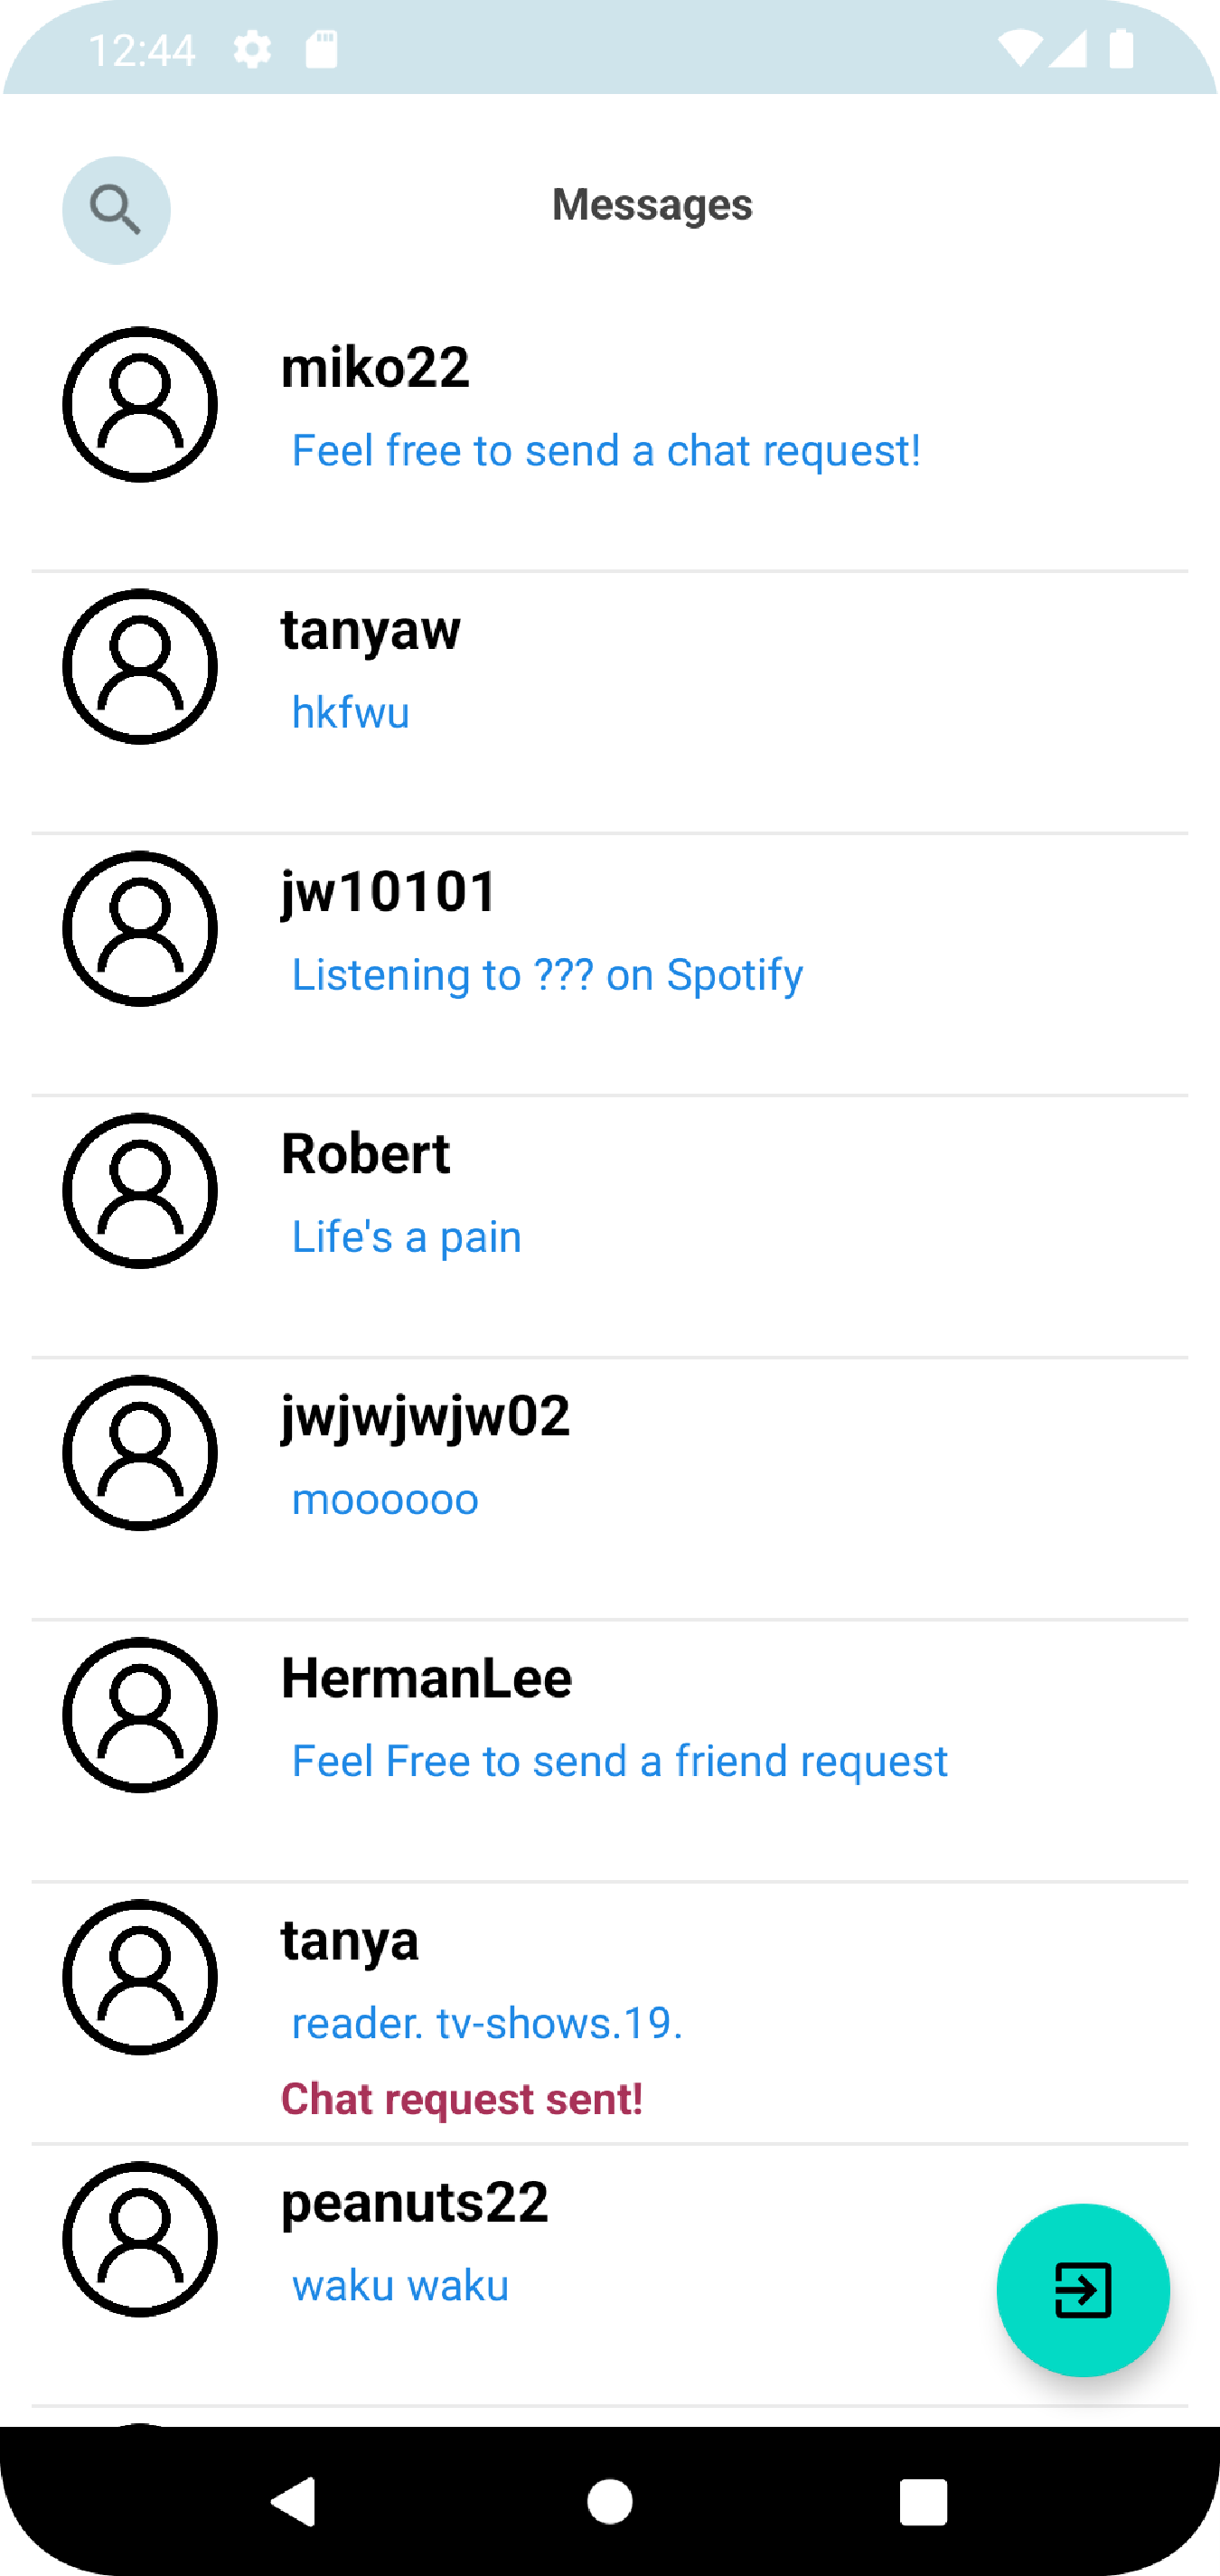 12:44
Messages
miko22
Feel free to send a chat request!
tanyaw
hkfwu
jw10101
Listening to ??? on Spotify
Robert
Life's a pain
jwjwjwjw02
moooooo
HermanLee
Feel Free to send a friend request
tanya
reader. tv-shows.19.
Chat request sent!
peanuts22
waku waku